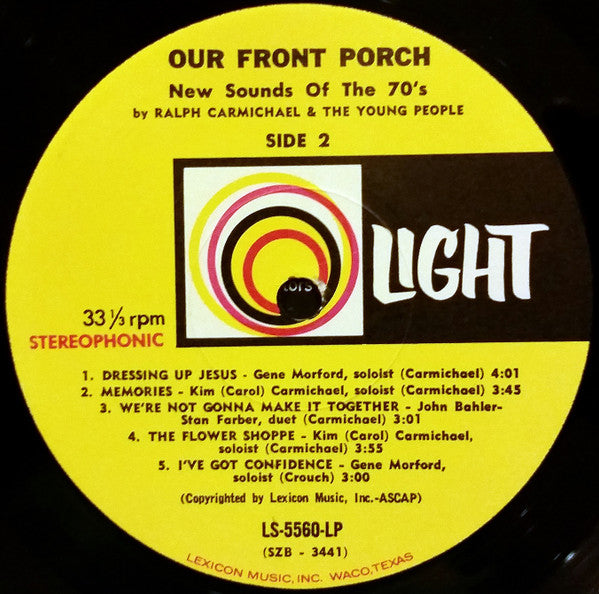 OUR FRONT PORCH
New Sounds Of The 70's
by RALPH CARMICHAEL & THE YOUNG PEOPLE
SIDE 2
LIGHT
tors
33 ⅓ rpm
STEREOPHONIC
1. DRESSING UP JESUS - Gene Morford, soloist (Carmichael) 4:01
2. MEMORIES - Kim (Carol) Carmichael, soloist (Carmichael) 3:45
3. WE'RE NOT GONNA MAKE IT TOGETHER - John Bahler-
Stan Farber, duet (Carmichael) 3:01
4. THE FLOWER SHOPPE - Kim (Carol) Carmichael,
soloist (Carmichael) 3:55
5. I'VE GOT CONFIDENCE - Gene Morford,
soloist (Crouch) 3:00
(Copyrighted by Lexicon Music, Inc.-ASCAP)
LS-5560-LP
(SZB - 3441)
LEXICON MUSIC, INC. WACO, TEXAS